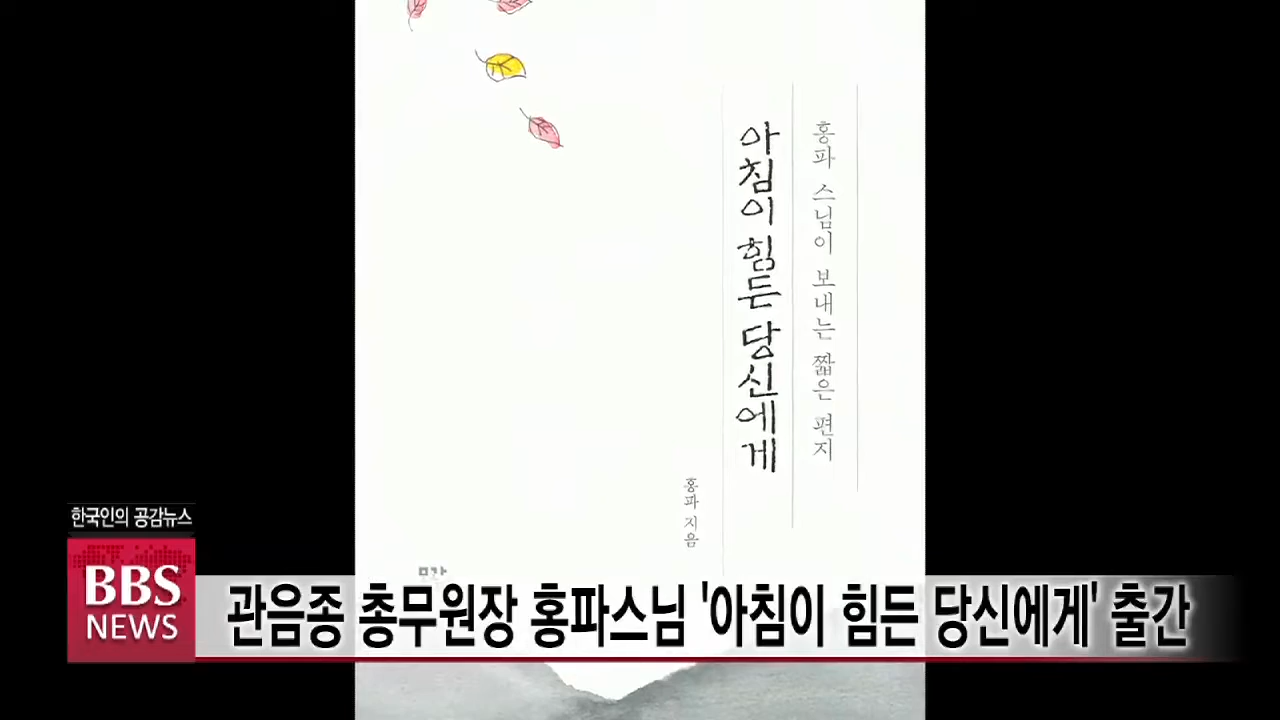 홍파 스님이 보내는 짧은 편지
아침이 힘든 당신에게
홍파 지음
모감
한국인의 공감뉴스
BBS
NEWS
관음종 총무원장 홍파스님 '아침이 힘든 당신에게' 출간